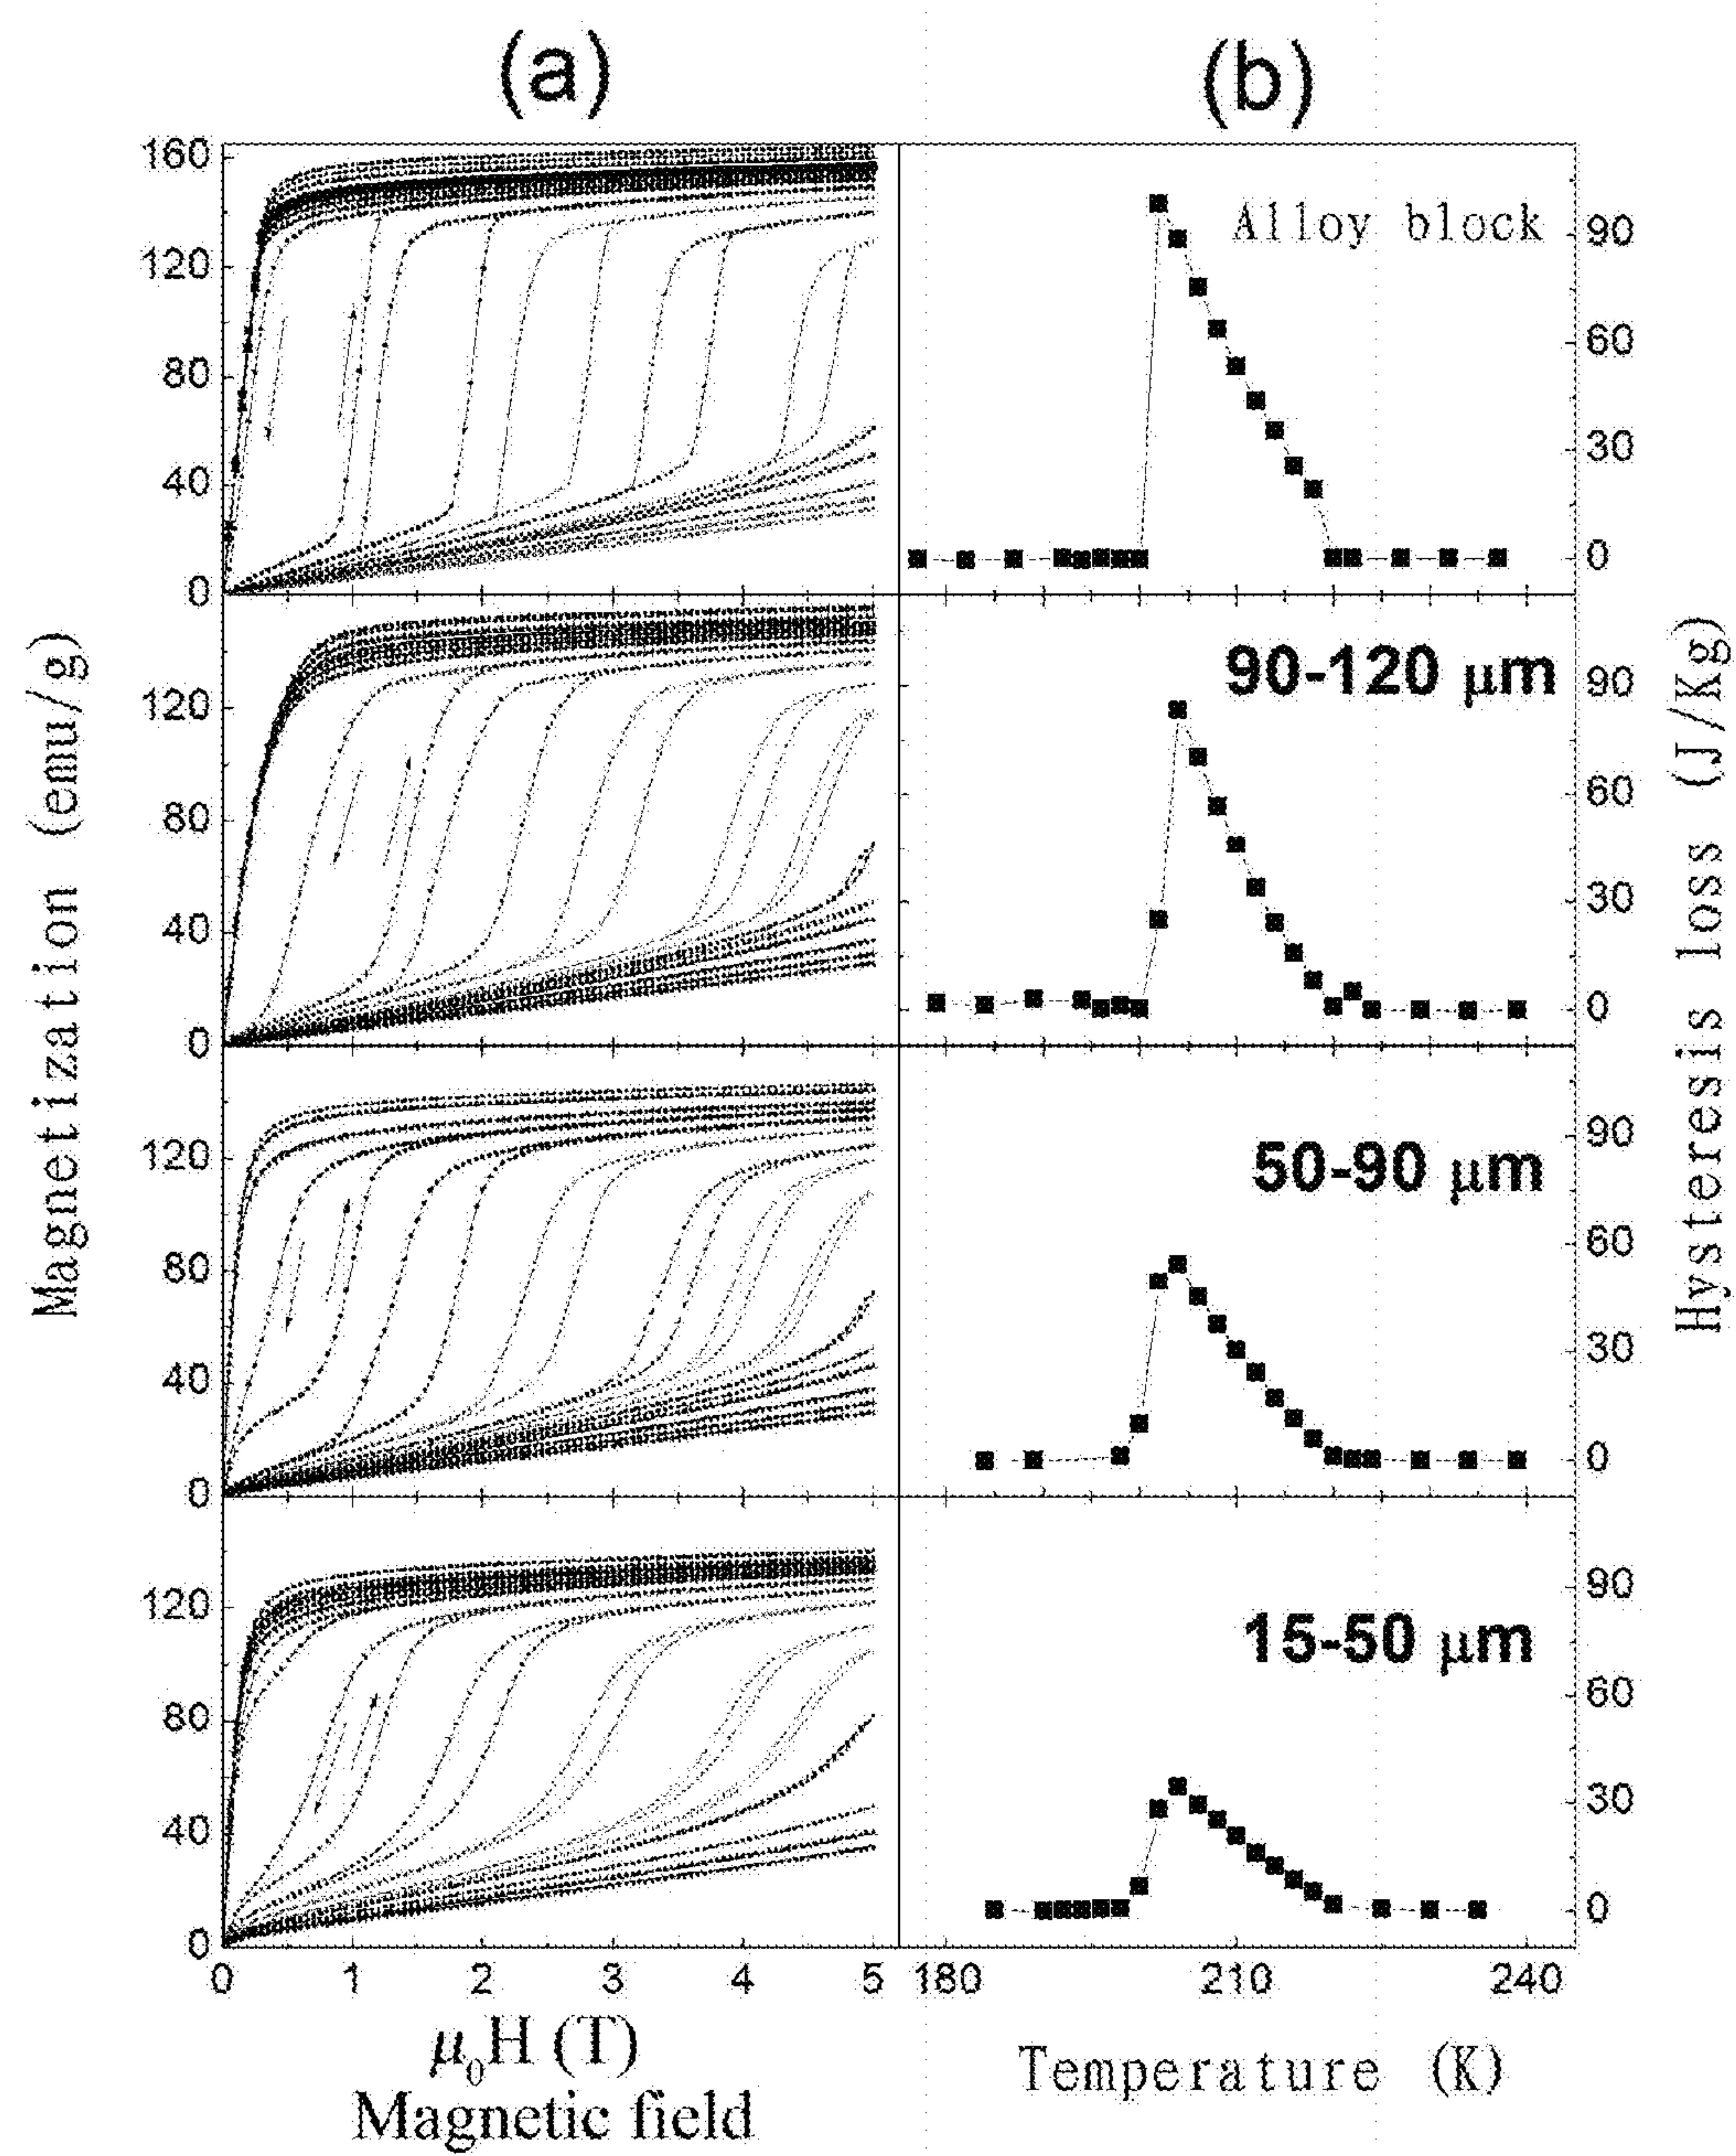 (a)
(b)
160
120
80
40
0
Alloy block
90
60
30
0
120
80
40
0
90-120 μm
90
60
30
0
120
80
40
0
50-90 μm
90
60
30
0
120
80
40
0
15-50 μm
90
60
30
0
Magnetization (emu/g)
Hysteresis loss (J/Kg)
0 1 2 3 4 5 180 210 240
μ₀H (T)
Magnetic field
Temperature (K)